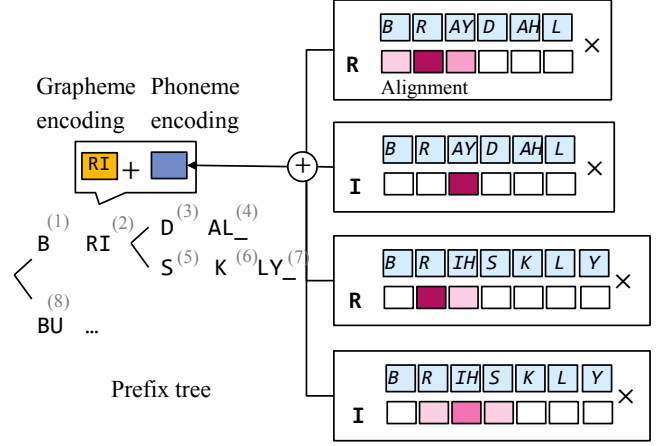 Grapheme encoding
Phoneme encoding
RI +
B (1) RI (2) D (3) AL_ (4)
S (5) K (6) LY_ (7)
BU (8) …
Prefix tree
+
B R AY D AH L ×
R
Alignment
B R AY D AH L ×
I
B R IH S K L Y ×
R
B R IH S K L Y ×
I